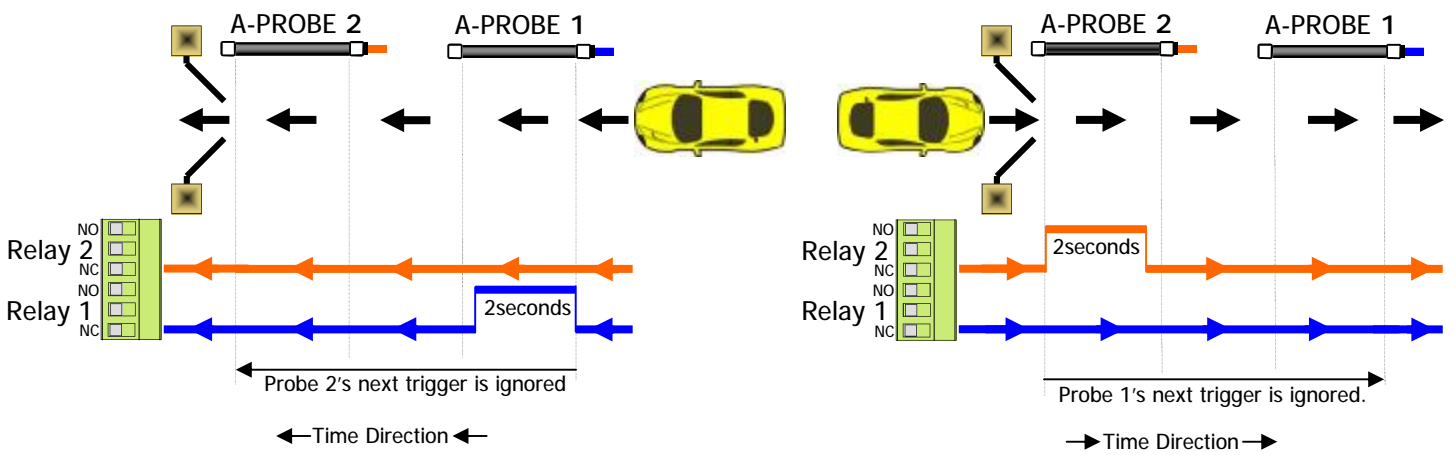 A-PROBE 2
A-PROBE 1
NO
Relay 2
NC
NO
Relay 1
NC
2seconds
Probe 2's next trigger is ignored
Time Direction
A-PROBE 2
A-PROBE 1
NO
Relay 2
NC
NO
Relay 1
NC
2seconds
Probe 1's next trigger is ignored.
Time Direction